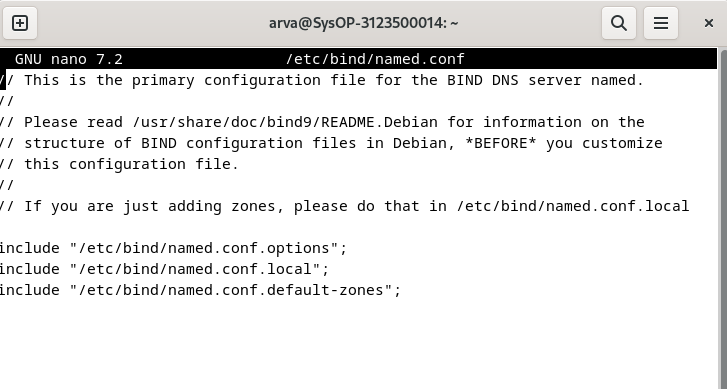 arva@SysOP-3123500014: ~
GNU nano 7.2 /etc/bind/named.conf
// This is the primary configuration file for the BIND DNS server named.
//
// Please read /usr/share/doc/bind9/README.Debian for information on the
// structure of BIND configuration files in Debian, *BEFORE* you customize
// this configuration file.
//
// If you are just adding zones, please do that in /etc/bind/named.conf.local
include "/etc/bind/named.conf.options";
include "/etc/bind/named.conf.local";
include "/etc/bind/named.conf.default-zones";